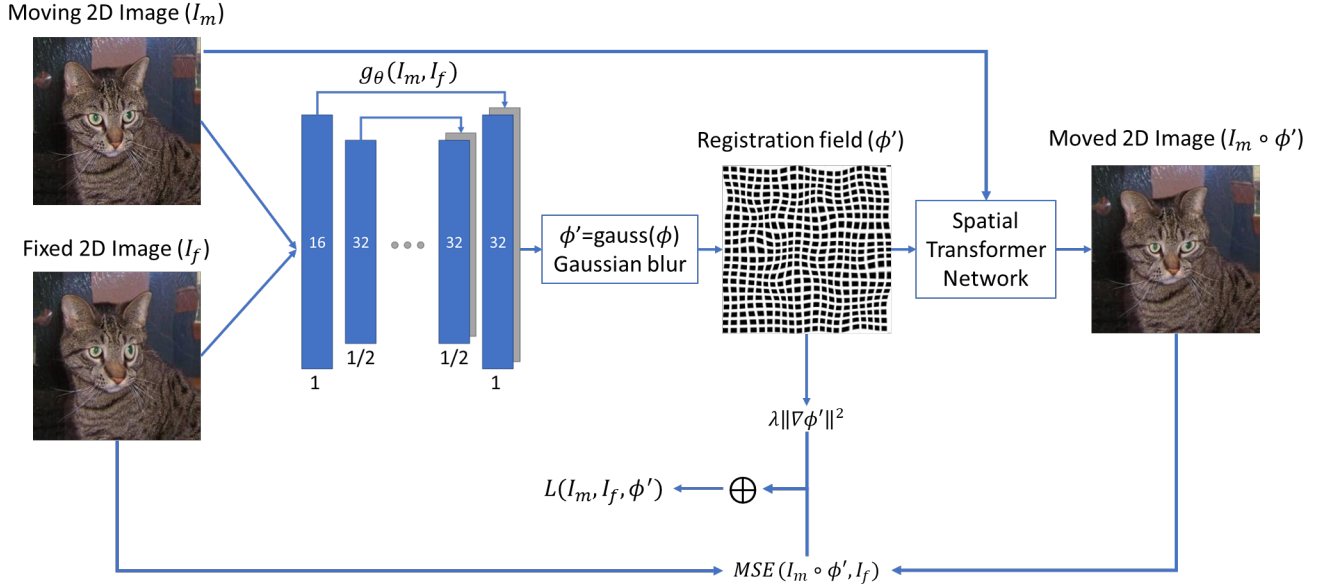 Moving 2D Image (𝐼ₘ)
g_θ(I_m, I_f)
Registration field (ϕ')
Moved 2D Image (I_m ∘ ϕ')
Fixed 2D Image (I_f)
16
32
32
32
ϕ'=gauss(ϕ)
Gaussian blur
Spatial
Transformer
Network
1
1/2
1/2
1
λ‖∇ϕ'‖²
L(I_m, I_f, ϕ')
⊕
MSE(I_m ∘ ϕ', I_f)